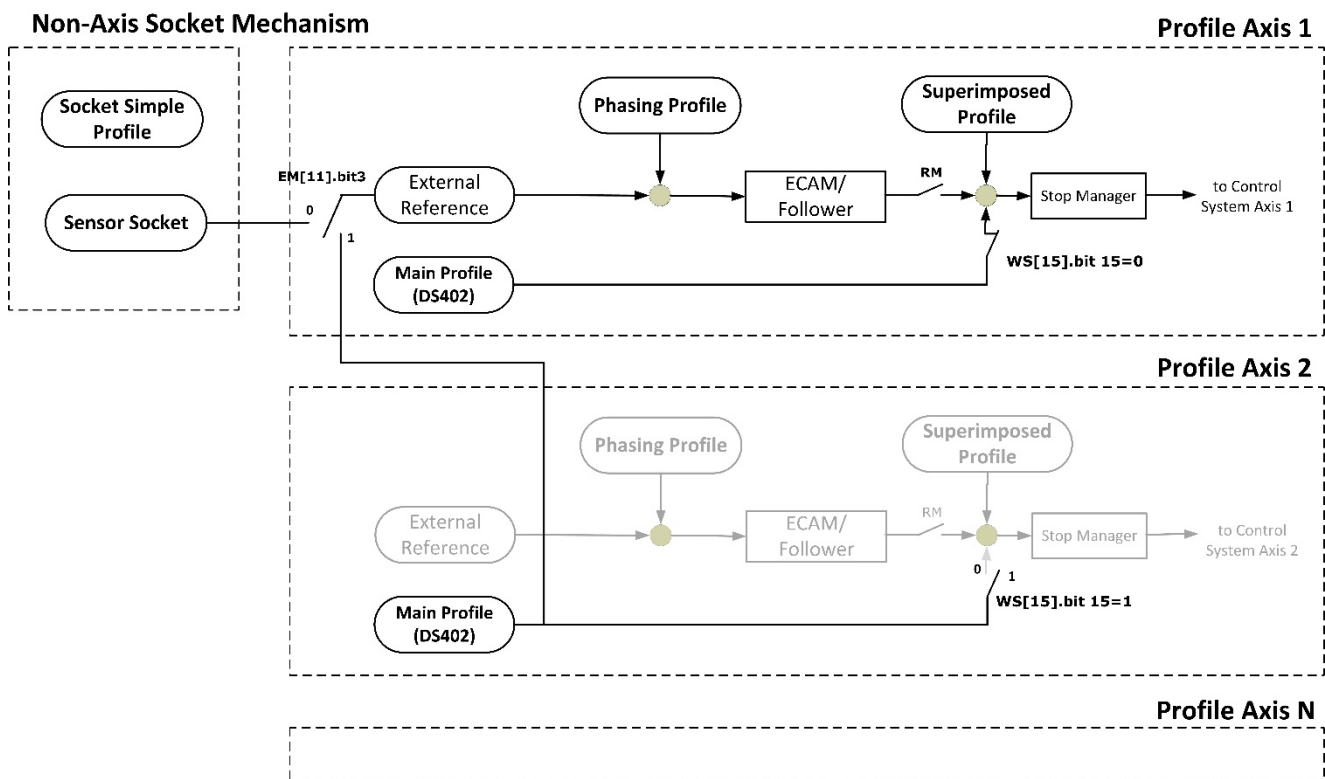 Non-Axis Socket Mechanism
Profile Axis 1
Socket Simple
Profile
Sensor Socket
EM[11].bit3
0
1
Phasing Profile
Superimposed
Profile
External
Reference
ECAM/
Follower
RM
Stop Manager
to Control
System Axis 1
Main Profile
(DS402)
WS[15].bit 15=0
Profile Axis 2
Phasing Profile
Superimposed
Profile
External
Reference
ECAM/
Follower
RM
Stop Manager
to Control
System Axis 2
0
1
WS[15].bit 15=1
Main Profile
(DS402)
Profile Axis N